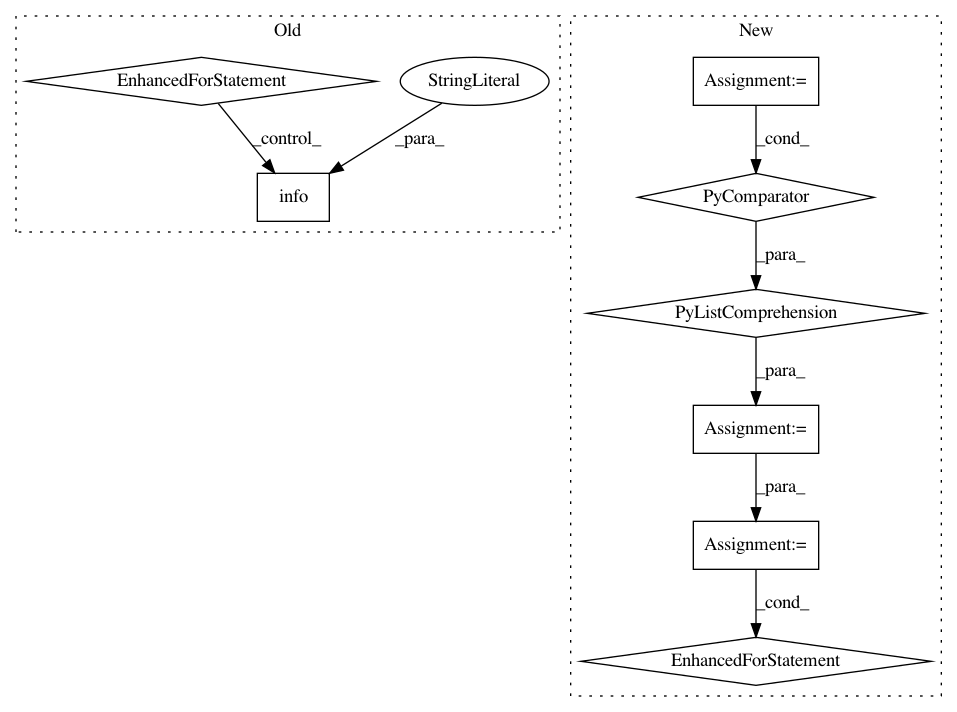 Old
EnhancedForStatement
StringLiteral
_control_
_para_
info
New
Assignment:=
_cond_
PyComparator
_para_
PyListComprehension
_para_
Assignment:=
_para_
Assignment:=
_cond_
EnhancedForStatement